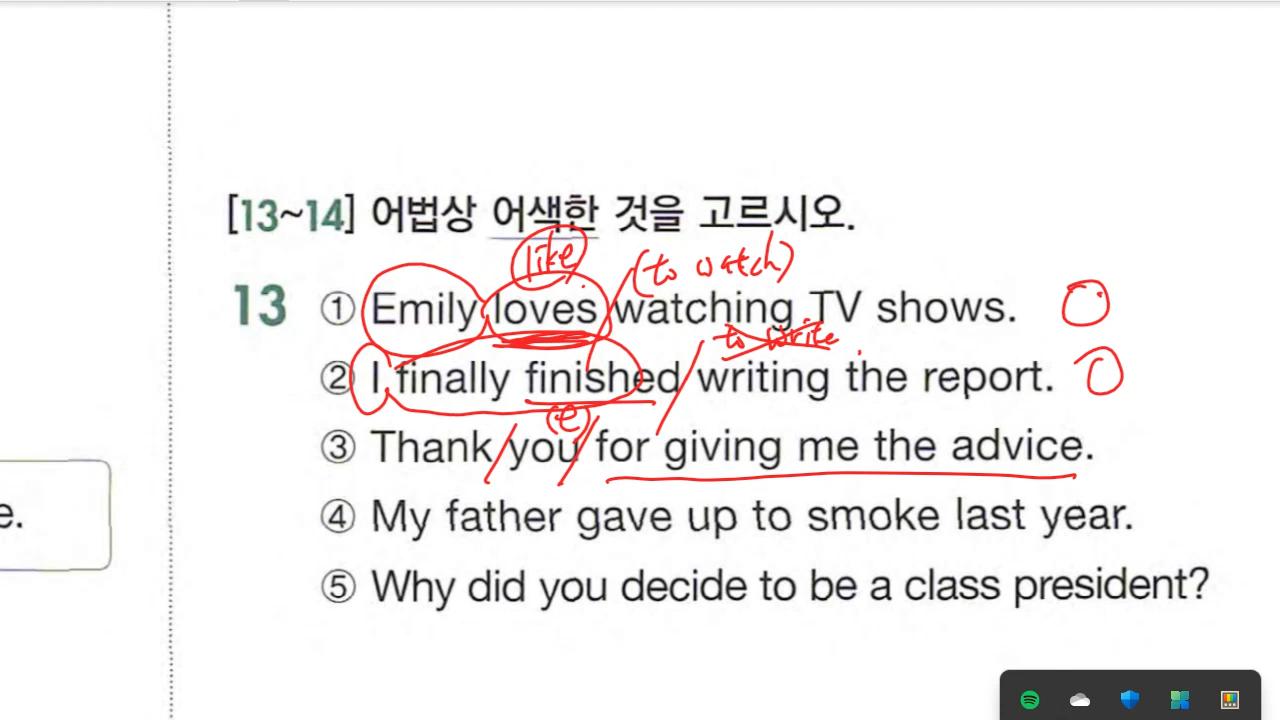 [13~14] 어법상 어색한 것을 고르시오.
like (to watch)
13 ① Emily loves watching TV shows.
to write
② I finally finished writing the report.
③ Thank you for giving me the advice.
④ My father gave up to smoke last year.
e.
⑤ Why did you decide to be a class president?